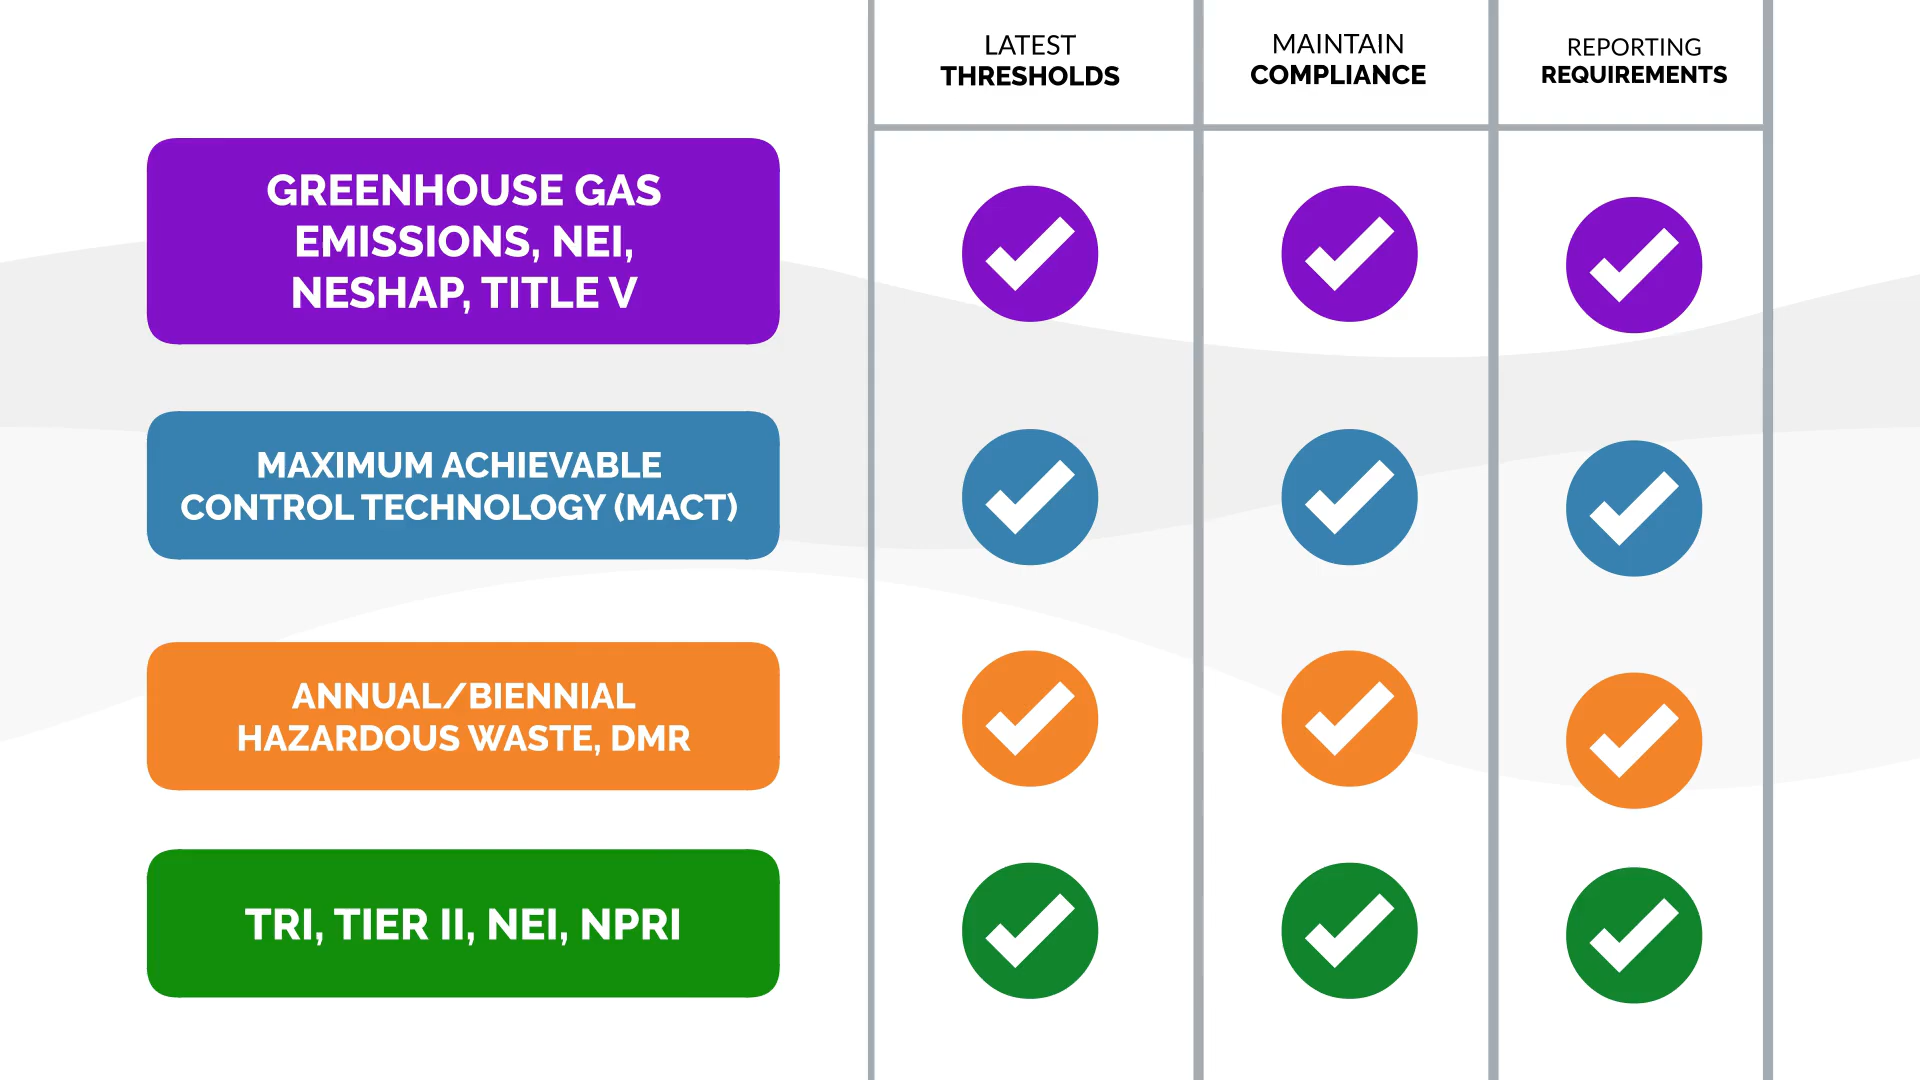 LATEST
THRESHOLDS
MAINTAIN
COMPLIANCE
REPORTING
REQUIREMENTS
GREENHOUSE GAS
EMISSIONS, NEI,
NESHAP, TITLE V
MAXIMUM ACHIEVABLE
CONTROL TECHNOLOGY (MACT)
ANNUAL/BIENNIAL
HAZARDOUS WASTE, DMR
TRI, TIER II, NEI, NPRI